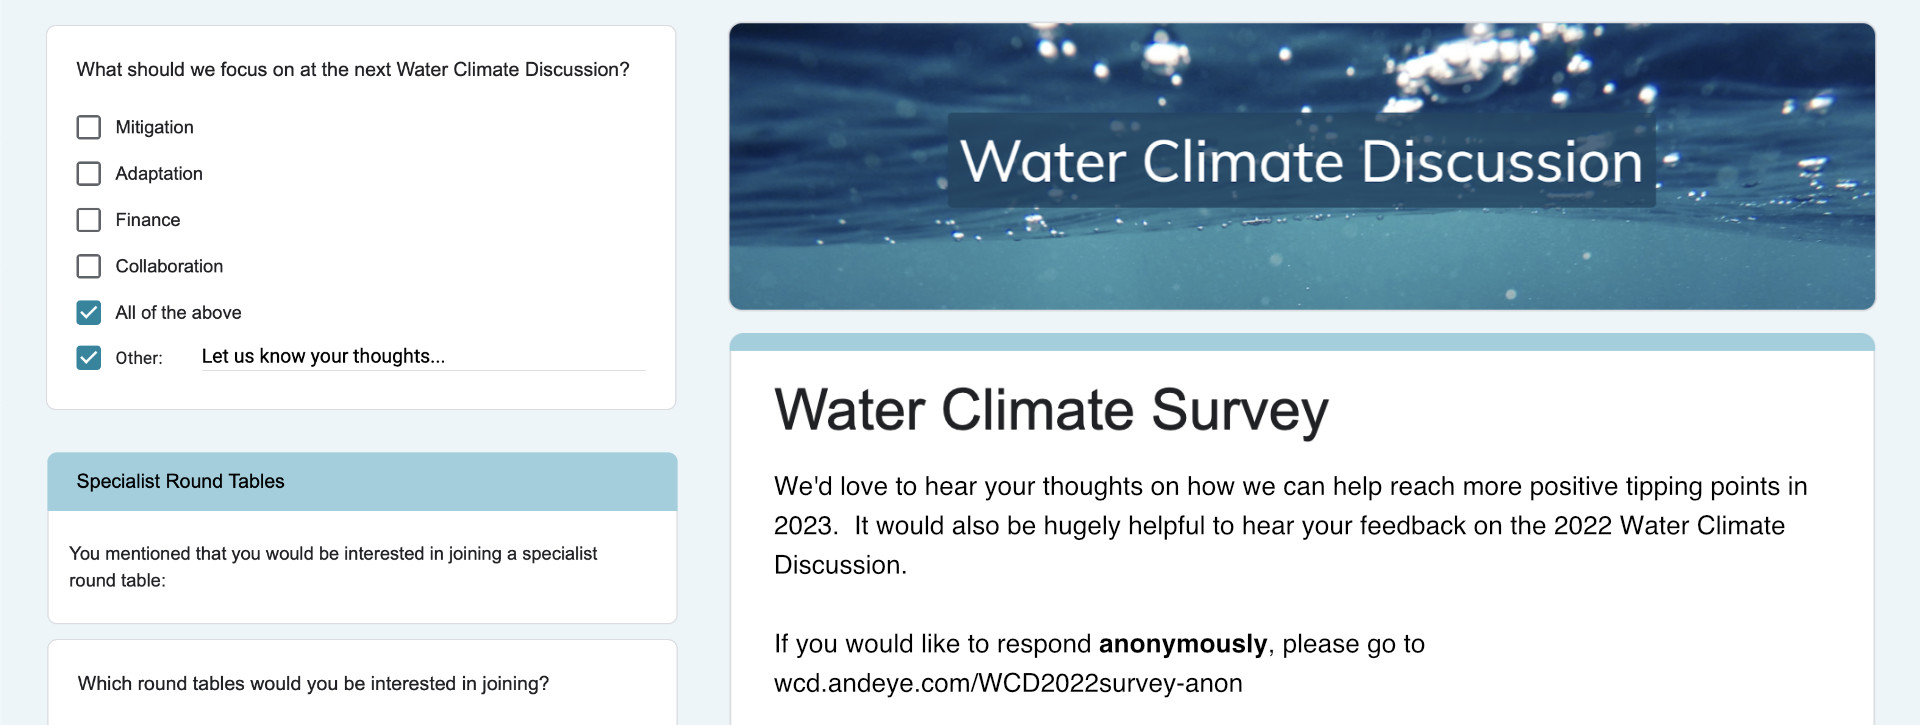 What should we focus on at the next Water Climate Discussion?
Mitigation
Adaptation
Finance
Collaboration
All of the above
Other: Let us know your thoughts...
Specialist Round Tables
You mentioned that you would be interested in joining a specialist
round table:
Which round tables would you be interested in joining?
Water Climate Discussion
Water Climate Survey
We'd love to hear your thoughts on how we can help reach more positive tipping points in
2023.  It would also be hugely helpful to hear your feedback on the 2022 Water Climate
Discussion.
If you would like to respond anonymously, please go to
wcd.andeye.com/WCD2022survey-anon